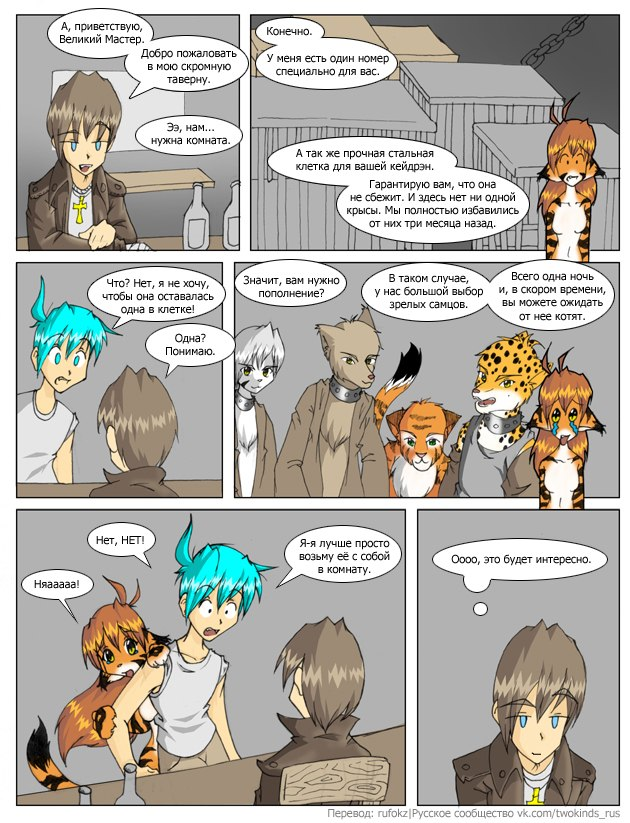 А, приветствую,
Великий Мастер.
Добро пожаловать
в мою скромную
таверну.
Ээ, нам...
нужна комната.
Конечно.
У меня есть один номер
специально для вас.
А так же прочная стальная
клетка для вашей кейдрэн.
Гарантирую вам, что она
не сбежит. И здесь нет ни одной
крысы. Мы полностью избавились
от них три месяца назад.
Что? Нет, я не хочу,
чтобы она оставалась
одна в клетке!
Одна?
Понимаю.
Значит, вам нужно
пополнение?
В таком случае,
у нас большой выбор
зрелых самцов.
Всего одна ночь
и, в скором времени,
вы можете ожидать
от нее котят.
Няааааа!
Нет, НЕТ!
Я-я лучше просто
возьму её с собой
в комнату.
Оооо, это будет интересно.
Перевод: rufokz|Русское сообщество vk.com/twokinds_rus